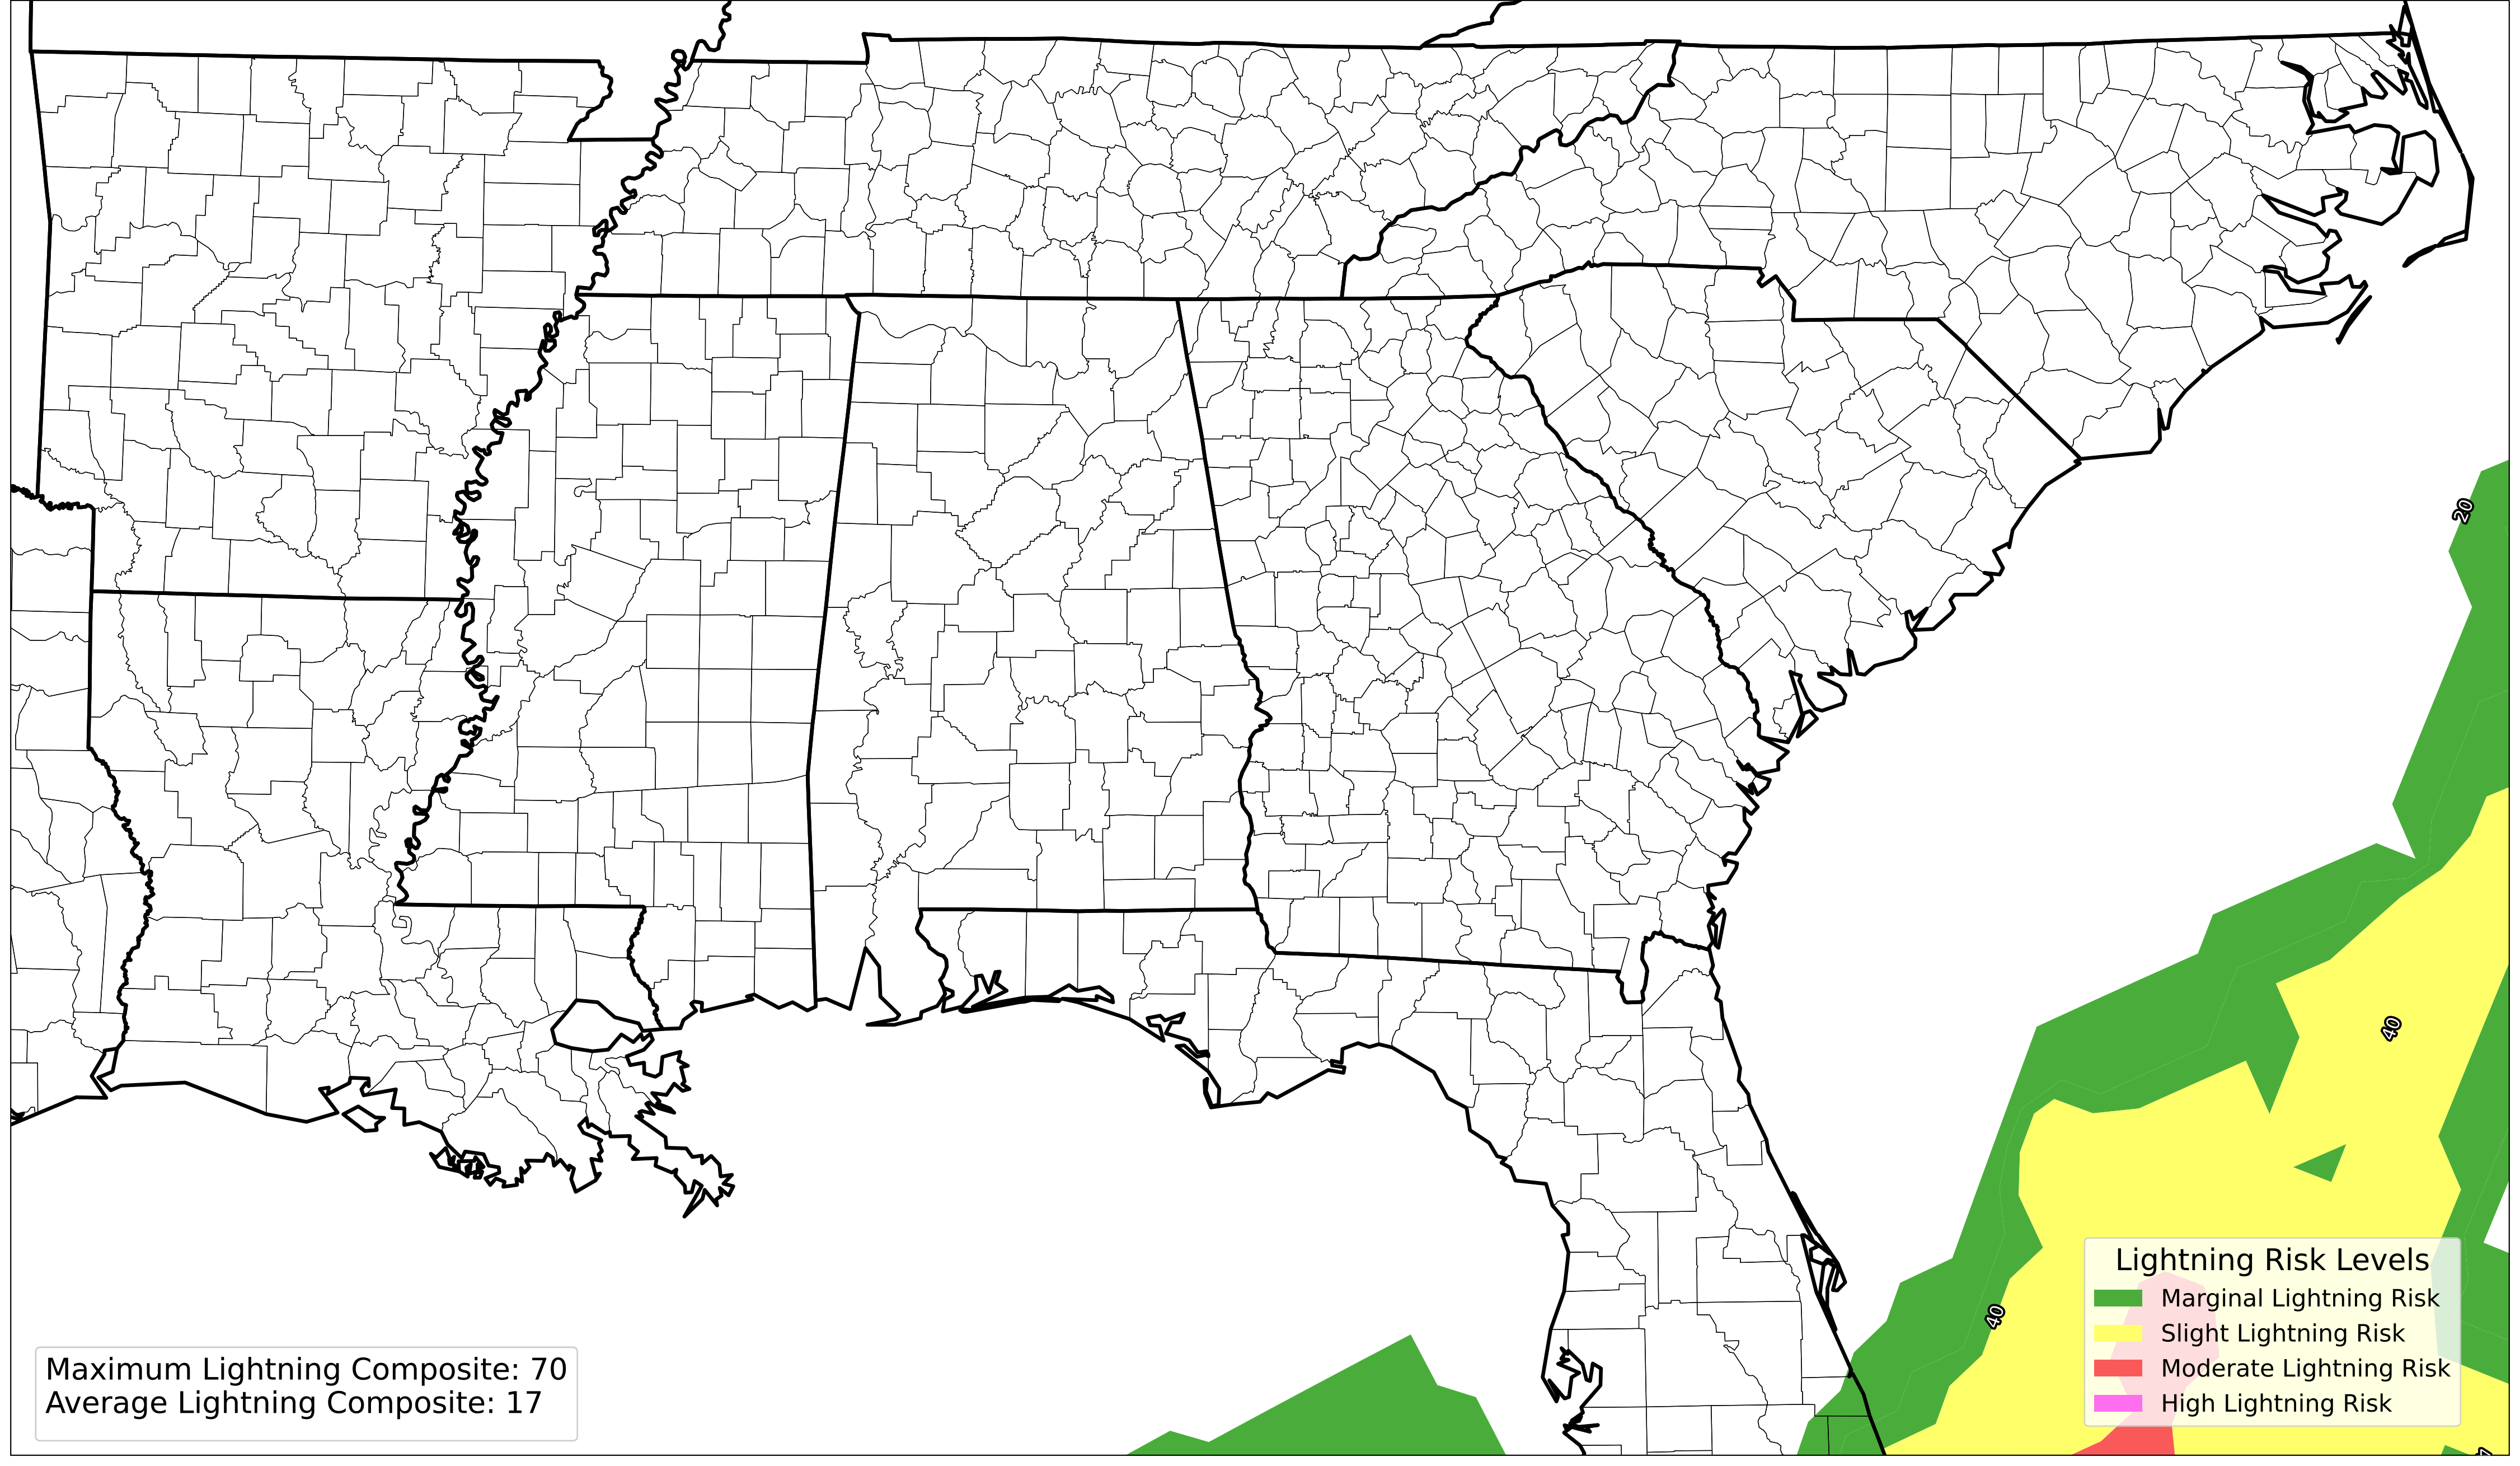 20
40
40
Lightning Risk Levels
Marginal Lightning Risk
Slight Lightning Risk
Moderate Lightning Risk
High Lightning Risk
Maximum Lightning Composite: 70
Average Lightning Composite: 17